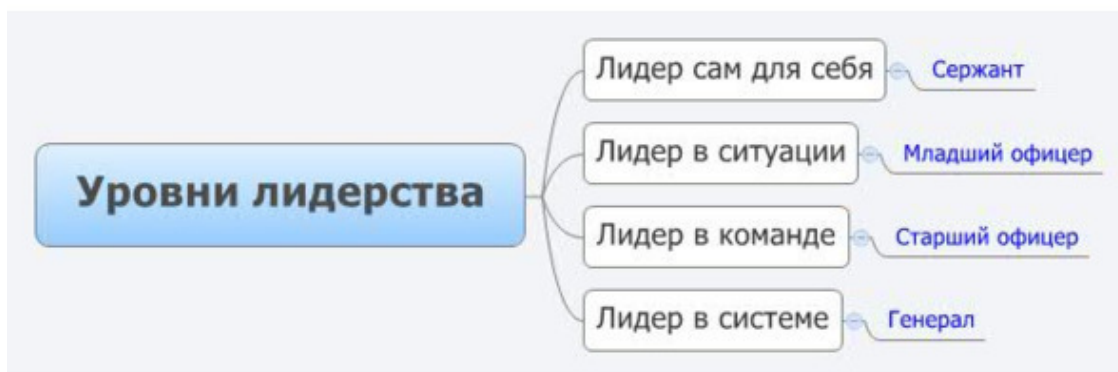 Уровни лидерства
Лидер сам для себя
Сержант
Лидер в ситуации
Младший офицер
Лидер в команде
Старший офицер
Лидер в системе
Генерал